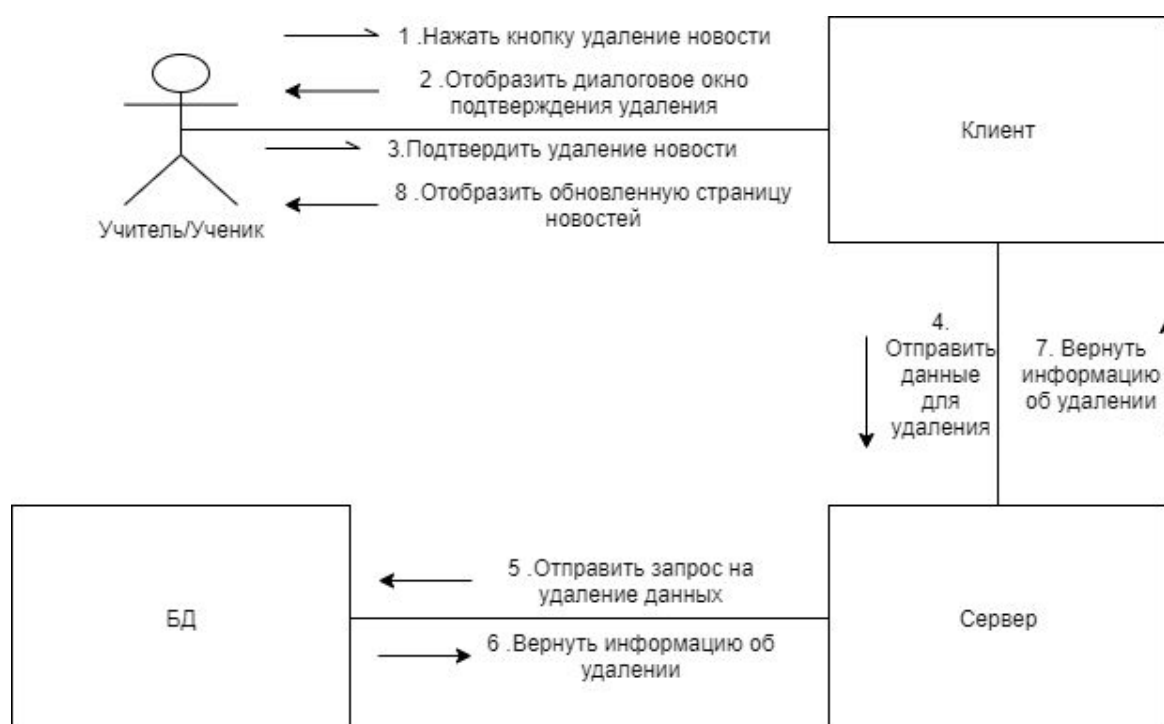 1 .Нажать кнопку удаление новости
2 .Отобразить диалоговое окно
подтверждения удаления
3.Подтвердить удаление новости
8 .Отобразить обновленную страницу
новостей
Учитель/Ученик
Клиент
4.
Отправить
данные
для
удаления
7. Вернуть
информацию
об удалении
5 .Отправить запрос на
удаление данных
6 .Вернуть информацию об
удалении
БД
Сервер